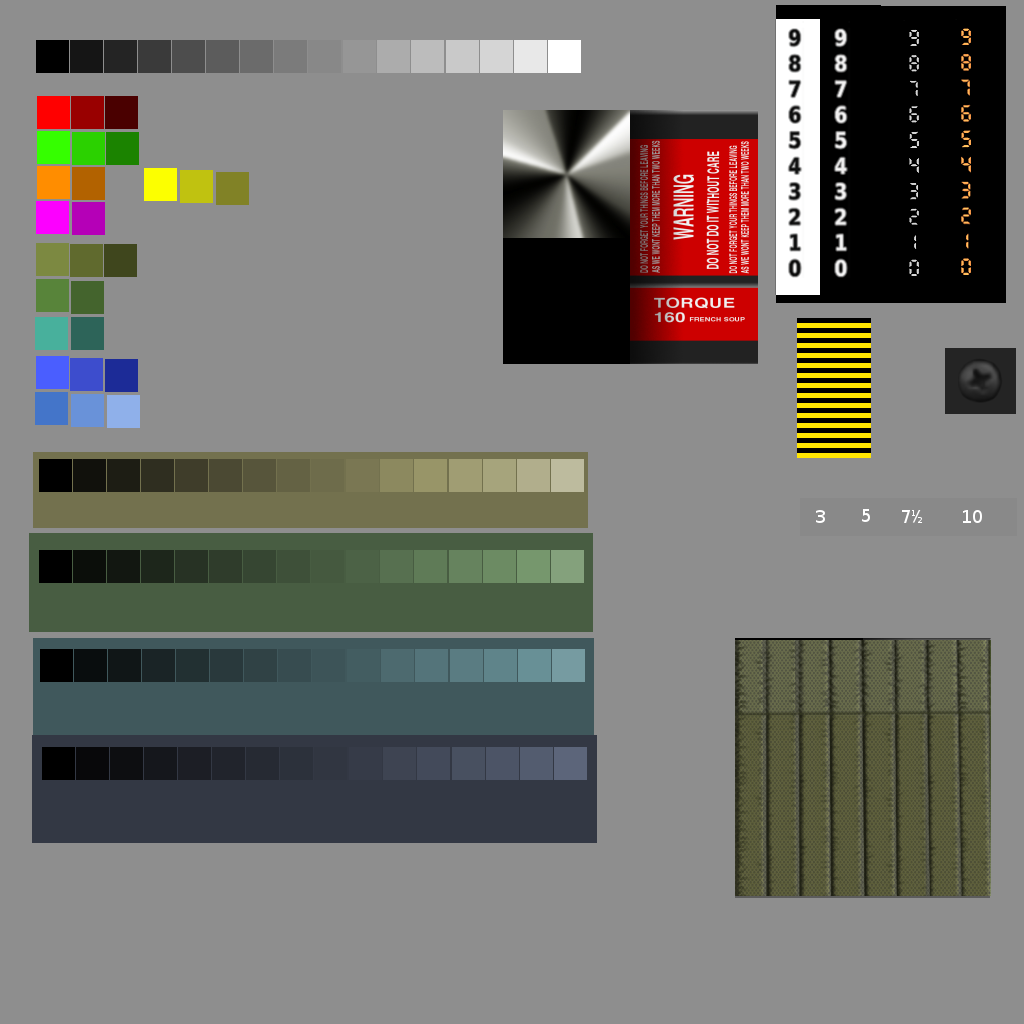 9 9 9 9
8 8 8 8
7 7 7 7
6 6 6 6
5 5 5 5
4 4 4 4
3 3 3 3
2 2 2 2
1 1 1 1
0 0 0 0
DO NOT FORGET YOUR THINGS BEFORE LEAVING
AS WE WONT KEEP THEM MORE THAN TWO WEEKS
WARNING
DO NOT DO IT WITHOUT CARE
DO NOT FORGET YOUR THINGS BEFORE LEAVING
AS WE WONT KEEP THEM MORE THAN TWO WEEKS
TORQUE
160 FRENCH SOUP
3 5 7½ 10